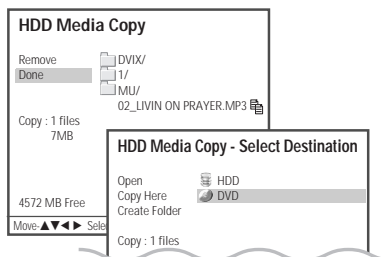 HDD Media Copy
Remove
Done
DVIX/
1/
MU/
02_LIVIN ON PRAYER.MP3
Copy : 1 files
7MB
4572 MB Free
Move-▲▼◀ ▶ Sele
HDD Media Copy - Select Destination
Open
Copy Here
Create Folder
HDD
DVD
Copy : 1 files